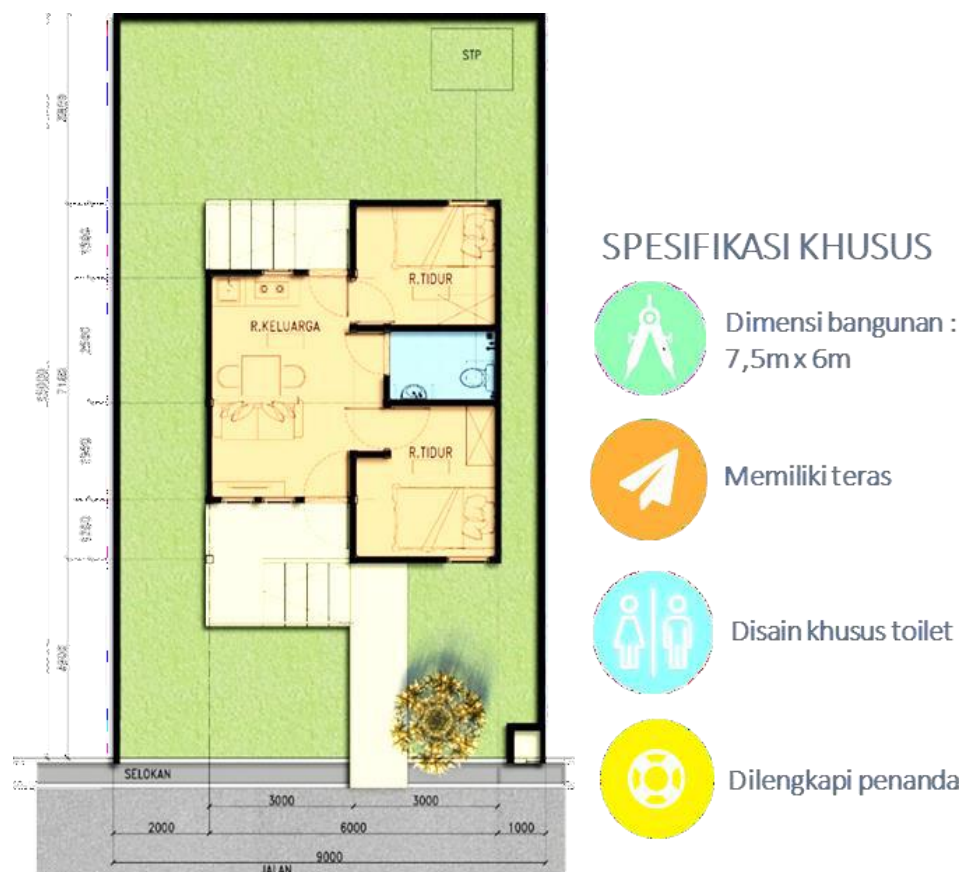 STP
R.TIDUR
R.KELUARGA
R.TIDUR
SELOKAN
3000
3000
2000
6000
1000
9000
JALAN
SPESIFIKASI KHUSUS
Dimensi bangunan :
7,5m x 6m
Memiliki teras
Disain khusus toilet
Dilengkapi penanda